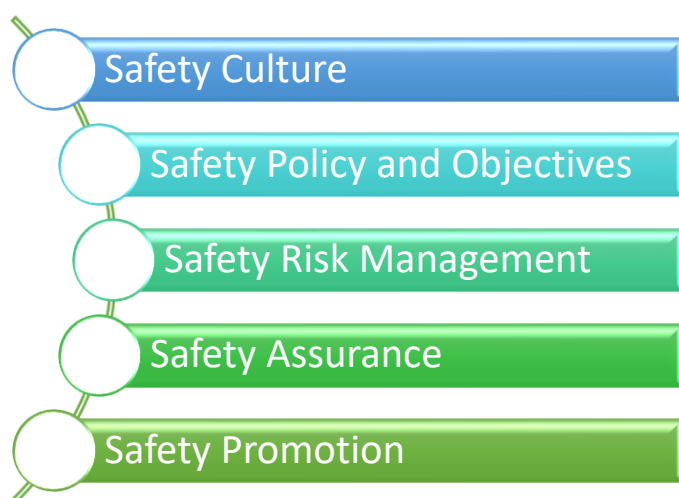 Safety Culture
Safety Policy and Objectives
Safety Risk Management
Safety Assurance
Safety Promotion